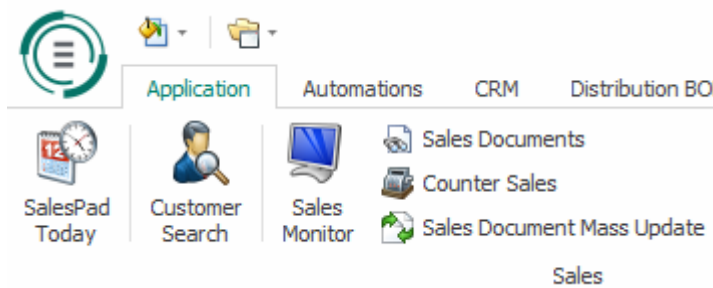 Application Automations CRM Distribution BO
SalesPad Today
Customer Search
Sales Monitor
Sales Documents
Counter Sales
Sales Document Mass Update
Sales